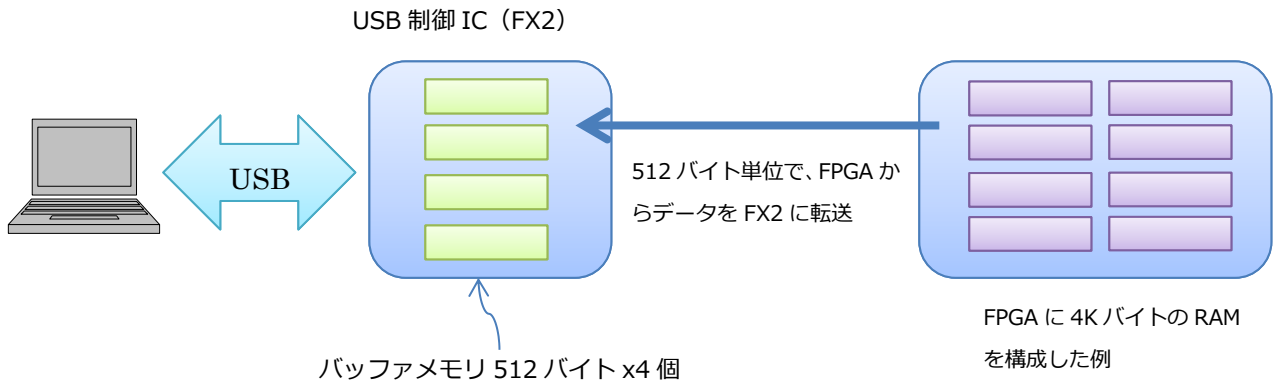 USB 制御 IC（FX2）
USB
512 バイト単位で、FPGA か
らデータを FX2 に転送
FPGA に 4K バイトの RAM
を構成した例
バッファメモリ 512 バイト x4 個